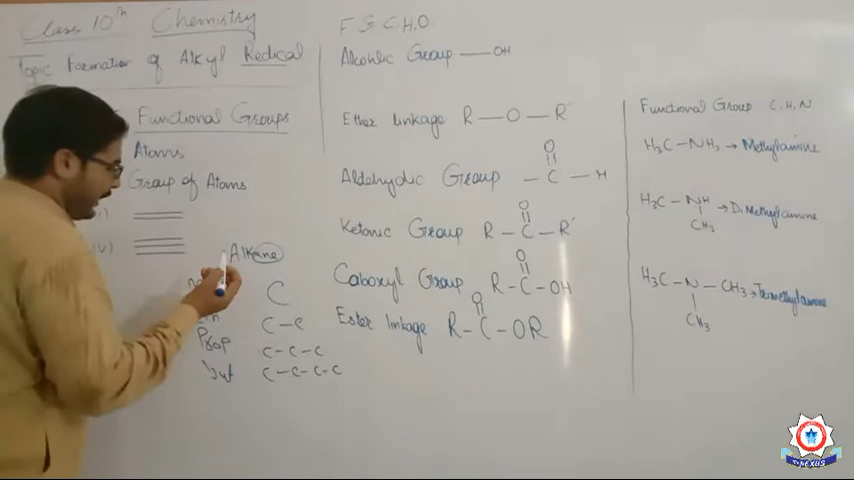 Class 10th Chemistry
Topic Formation of Alkyl Redical
Functional Groups
Atoms
Group of Atoms
Alkane
C
C-C
Prop C-C-C
But C-C-C-C
F G C.H.O.
Alcohlic Group —OH
Ether linkage R—O—R
O
Aldehydic Group —C—H
O
Ketonic Group R—C—R'
O
Caboxyl Group R-C-OH
O
Ester linkage R-C-OR
Functional Group C.H.N
H3C-NH2→Methylamine
H3C-NH→Dimethylamine
CH3
H3C-N-CH3→Trimethylamine
CH3